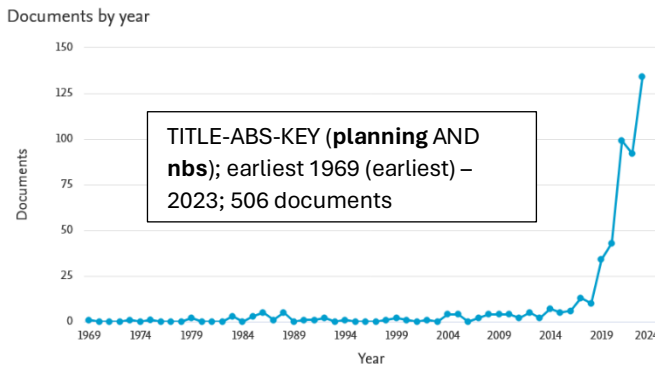 Documents by year
150
125
100
75
50
25
0
Documents
TITLE-ABS-KEY (planning AND
nbs); earliest 1969 (earliest) –
2023; 506 documents
1969 1974 1979 1984 1989 1994 1999 2004 2009 2014 2019 2024
Year